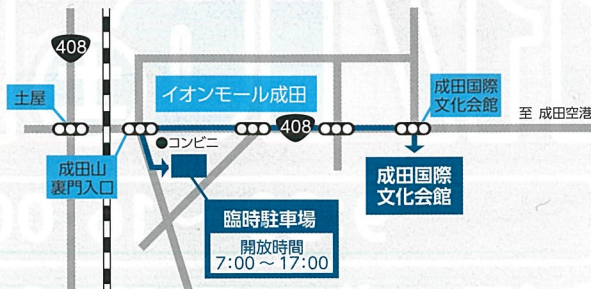 408
土屋
イオンモール成田
成田国際
文化会館
至 成田空港
408
コンビニ
成田山
裏門入口
成田国際
文化会館
臨時駐車場
開放時間
7:00～17:00